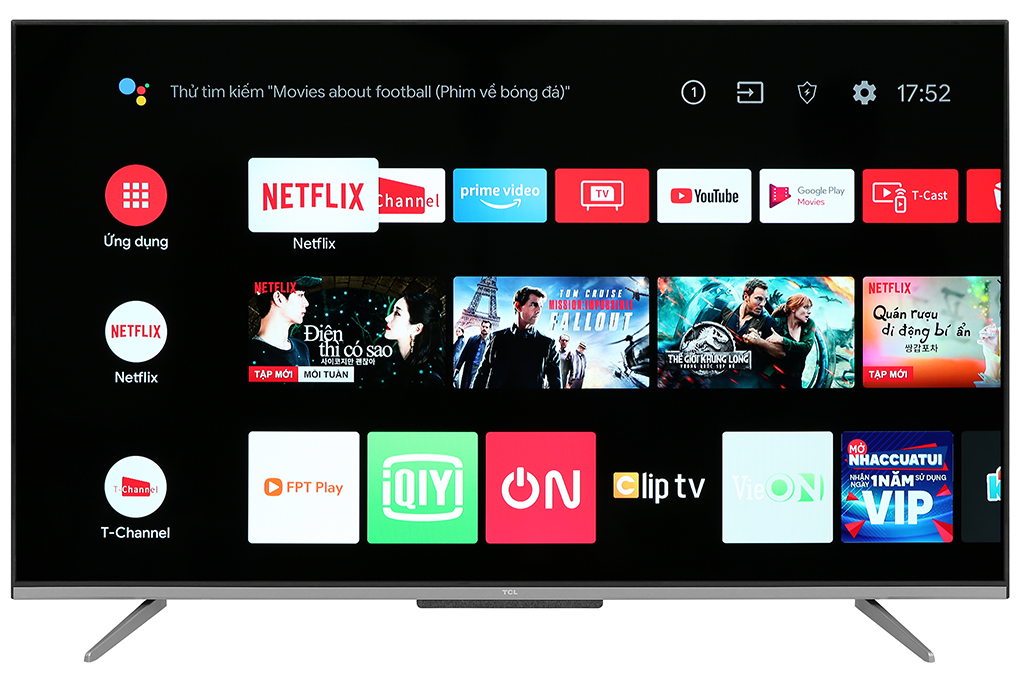 Thử tìm kiếm "Movies about football (Phim về bóng đá)"
1
17:52
Ứng dụng
NETFLIX
Channel
prime video
TV
YouTube
Google Play
Movies
T-Cast
Netflix
NETFLIX
Netflix
NETFLIX
Điên
thì có sao
사이코지만 괜찮아
TẬP MỚI
MỖI TUẦN
TOM CRUISE
MISSION: IMPOSSIBLE
FALLOUT
THẾ GIỚI KHỦNG LONG
NETFLIX
Quán rượu
di động bí ẩn
쌍갑포차
TẬP MỚI
T-Channel
T-Channel
FPT Play
iQIYI
ON
Clip tv
VieON
MỞ
NHACCUATUI
NHẬN
NGAY
1 NĂM
SỬ
DỤNG
VIP
TCL